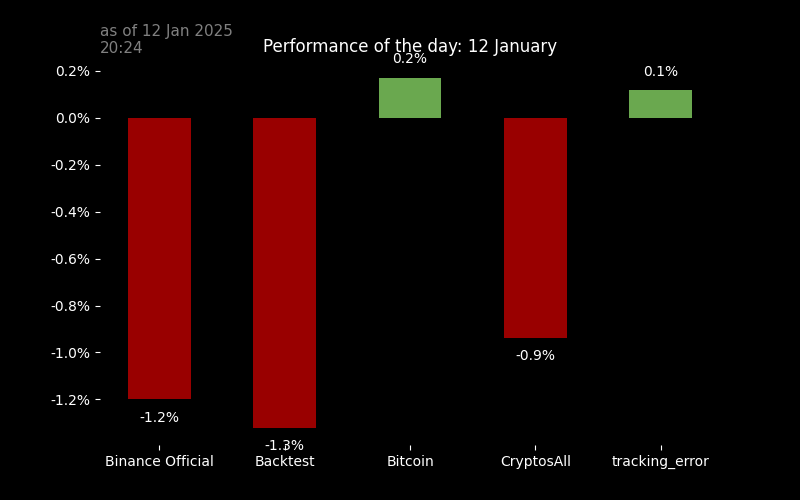 as of 12 Jan 2025
20:24
Performance of the day: 12 January
0.2%
0.2%
0.1%
0.0%
-0.2%
-0.4%
-0.6%
-0.8%
-1.0%
-0.9%
-1.2%
-1.2%
-1.3%
Binance Official
Backtest
Bitcoin
CryptosAll
tracking_error